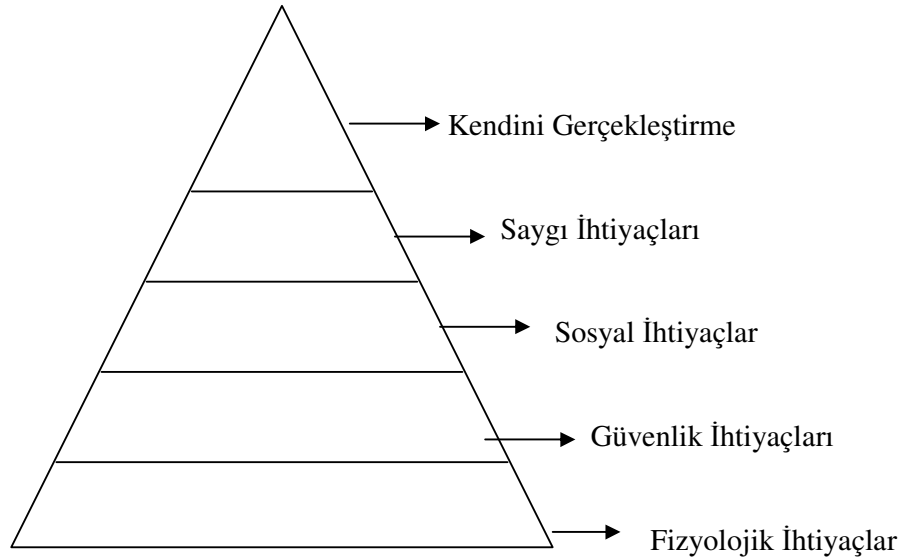 Kendini Gerçekleştirme
Saygı İhtiyaçları
Sosyal İhtiyaçlar
Güvenlik İhtiyaçları
Fizyolojik İhtiyaçlar